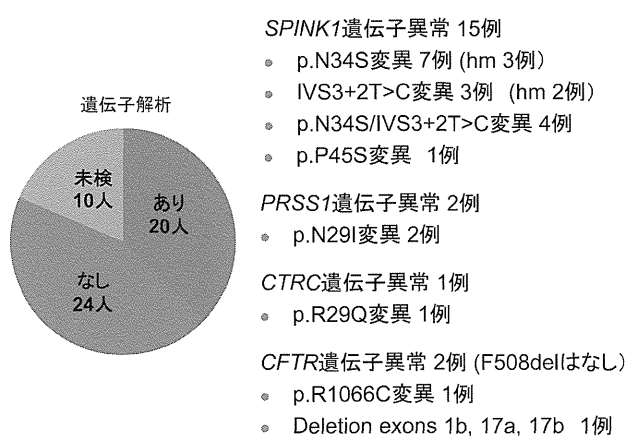 遺伝子解析
未検
10人
あり
20人
なし
24人
SPINK1遺伝子異常 15例
• p.N34S変異 7例 (hm 3例)
• IVS3+2T>C変異 3例 (hm 2例)
• p.N34S/IVS3+2T>C変異 4例
• p.P45S変異 1例
PRSS1遺伝子異常 2例
• p.N29I変異 2例
CTRC遺伝子異常 1例
• p.R29Q変異 1例
CFTR遺伝子異常 2例 (F508delはなし)
• p.R1066C変異 1例
• Deletion exons 1b, 17a, 17b 1例